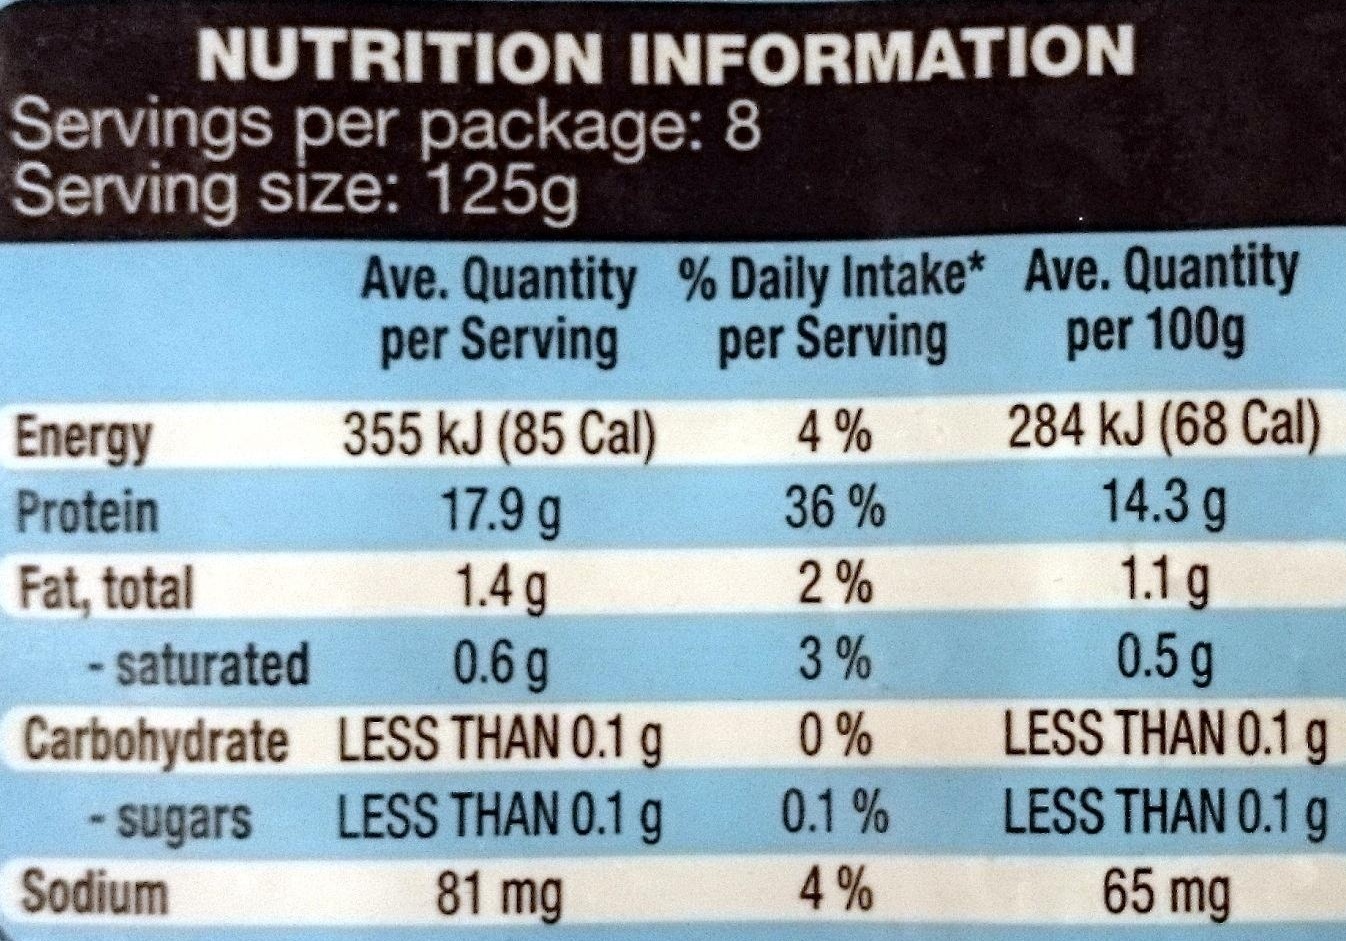 NUTRITION INFORMATION
Servings per package: 8
Serving size: 125g
Ave. Quantity % Daily Intake* Ave. Quantity
per Serving per Serving per 100g
Energy 355 kJ (85 Cal) 4 % 284 kJ (68 Cal)
Protein 17.9 g 36 % 14.3 g
Fat, total 1.4 g 2 % 1.1 g
- saturated 0.6 g 3 % 0.5 g
Carbohydrate LESS THAN 0.1 g 0 % LESS THAN 0.1 g
- sugars LESS THAN 0.1 g 0.1 % LESS THAN 0.1 g
Sodium 81 mg 4 % 65 mg